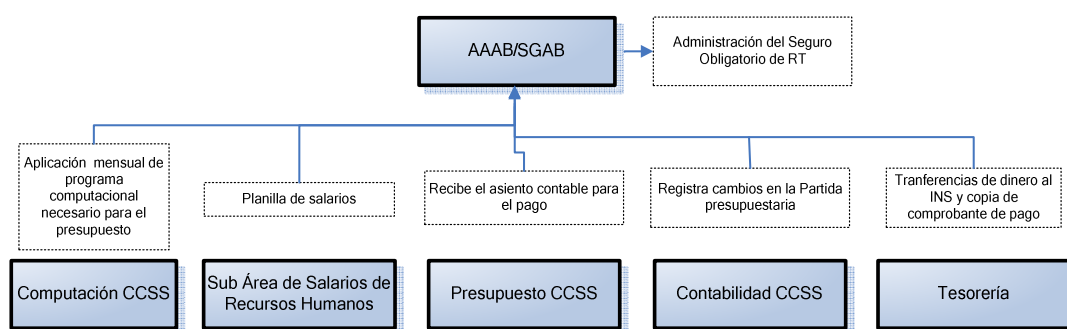 AAAB/SGAB
Administración del Seguro
Obligatorio de RT
Aplicación mensual de
programa
computacional
necesario para el
presupuesto
Planilla de salarios
Recibe el asiento contable para
el pago
Registra cambios en la Partida
presupuestaria
Tranferencias de dinero al
INS y copia de
comprobante de pago
Computación CCSS
Sub Área de Salarios de
Recursos Humanos
Presupuesto CCSS
Contabilidad CCSS
Tesorería